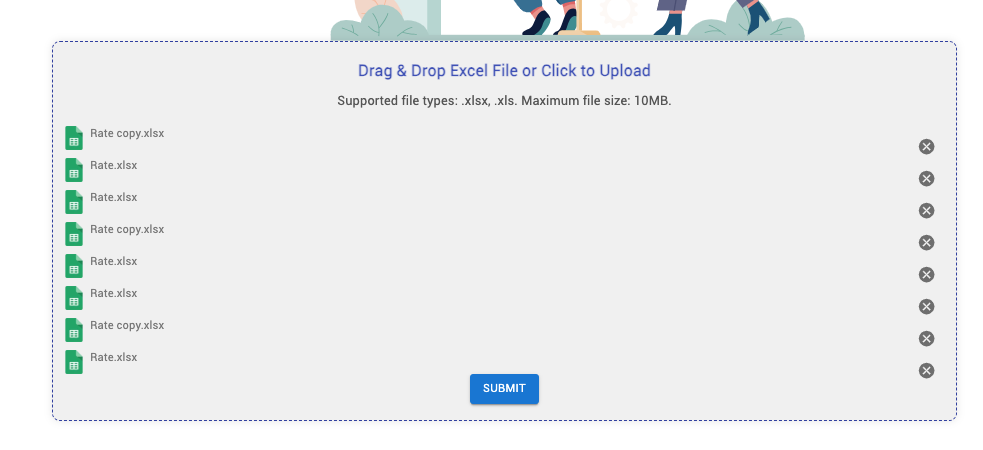 Drag & Drop Excel File or Click to Upload
Supported file types: .xlsx, .xls. Maximum file size: 10MB.
Rate copy.xlsx
Rate.xlsx
Rate.xlsx
Rate copy.xlsx
Rate.xlsx
Rate.xlsx
Rate copy.xlsx
Rate.xlsx
SUBMIT